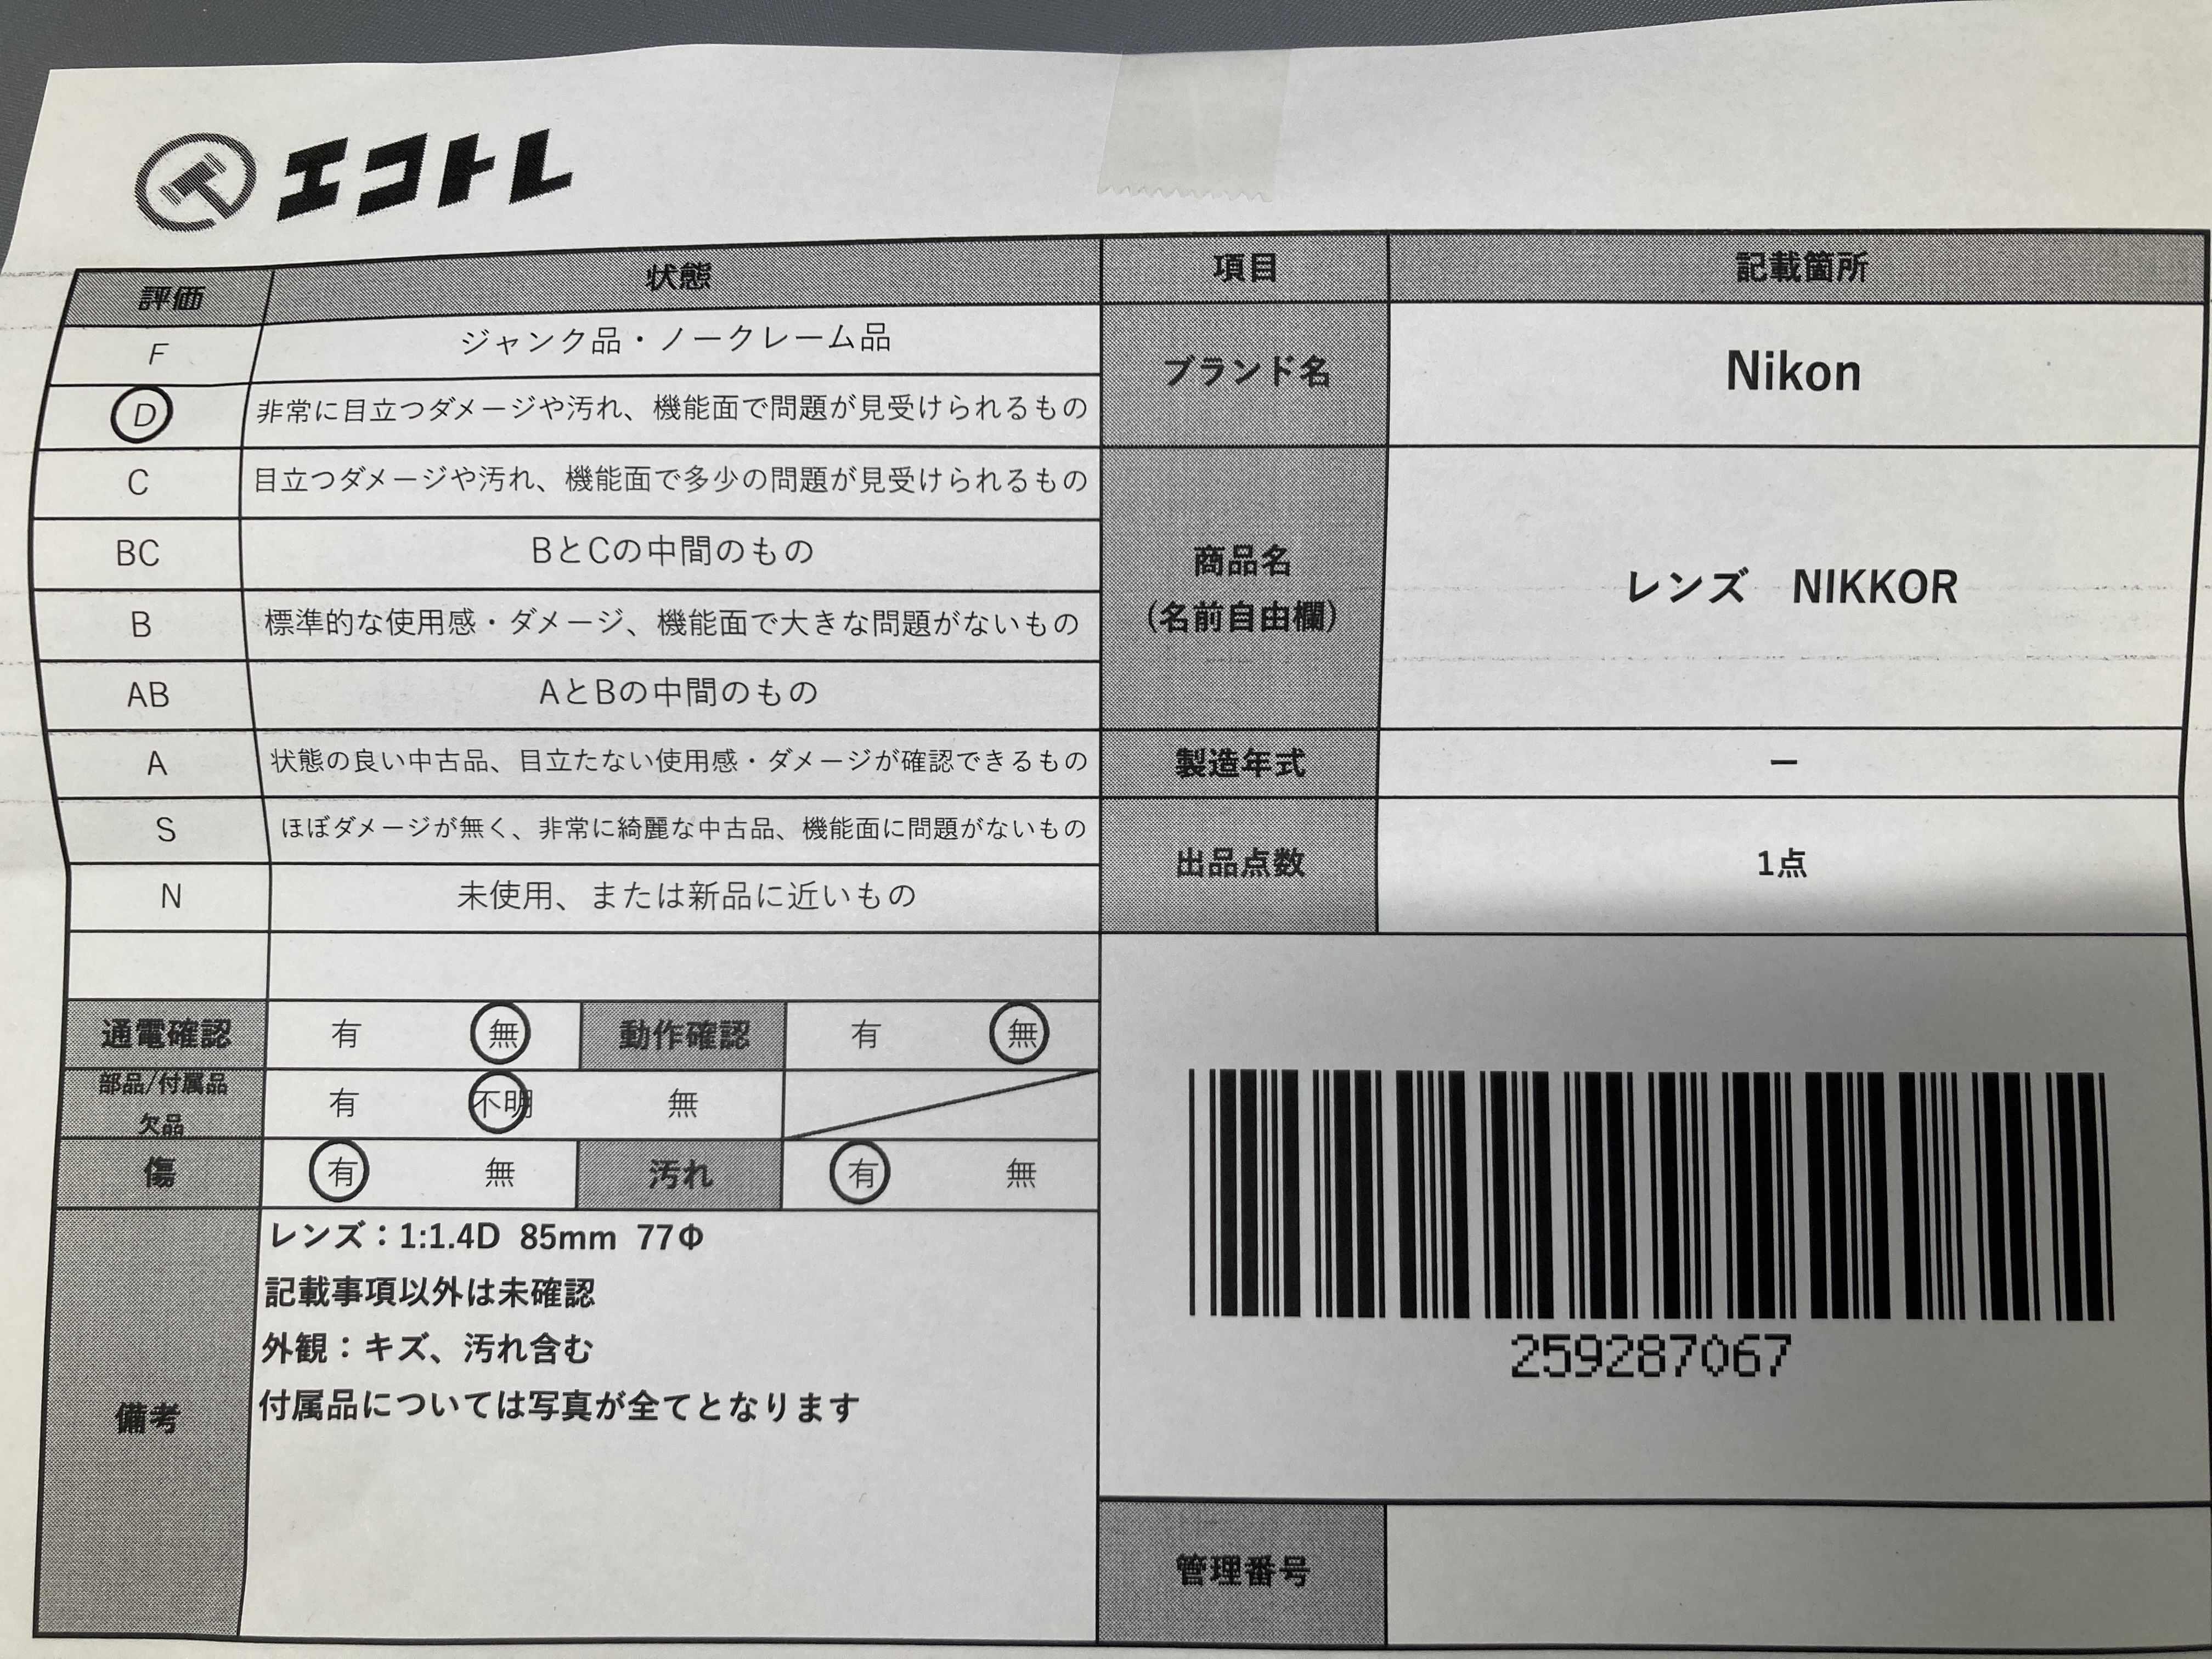 エコトレ
評価 状態
F ジャンク品・ノークレーム品
D 非常に目立つダメージや汚れ、機能面で問題が見受けられるもの
C 目立つダメージや汚れ、機能面で多少の問題が見受けられるもの
BC BとCの中間のもの
B 標準的な使用感・ダメージ、機能面で大きな問題がないもの
AB AとBの中間のもの
A 状態の良い中古品、目立たない使用感・ダメージが確認できるもの
S ほぼダメージが無く、非常に綺麗な中古品、機能面に問題がないもの
N 未使用、または新品に近いもの
通電確認 有 無 動作確認 有 無
部品/付属品
欠品 有 不明 無
傷 有 無 汚れ 有 無
備考
レンズ：1:1.4D 85mm 77Φ
記載事項以外は未確認
外観：キズ、汚れ含む
付属品については写真が全てとなります
項目 記載箇所
ブランド名 Nikon
商品名
(名前自由欄) レンズ　NIKKOR
製造年式 ー
出品点数 1点
259287067
管理番号